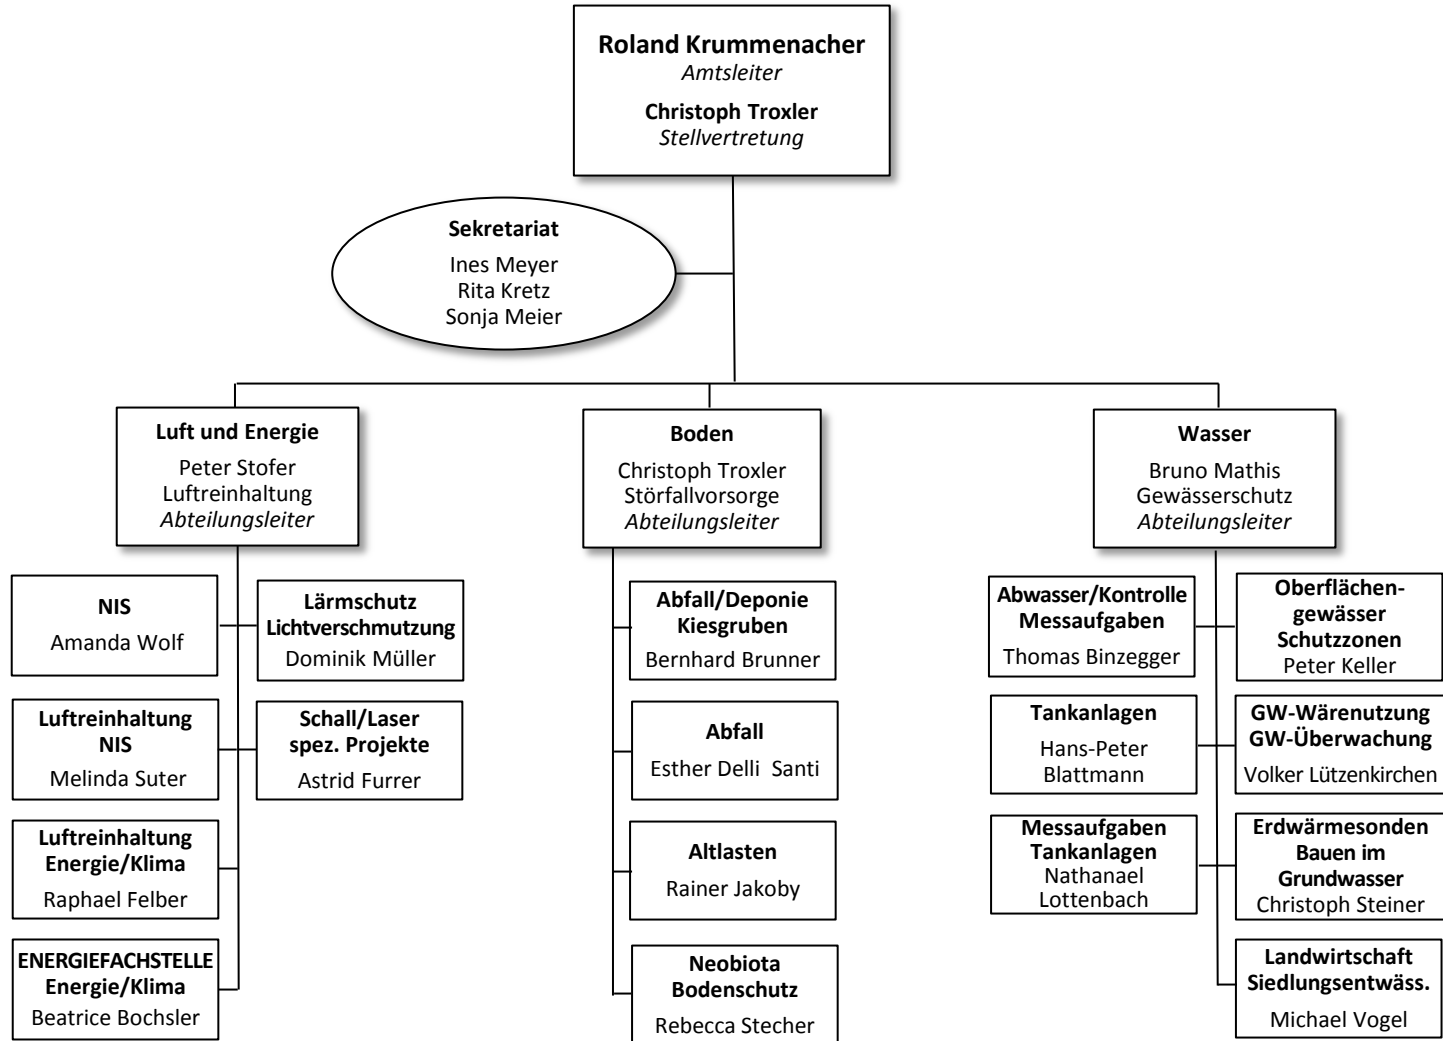 Roland Krummenacher
Amtsleiter
Christoph Troxler
Stellvertretung
Sekretariat
Ines Meyer
Rita Kretz
Sonja Meier
Luft und Energie
Peter Stofer
Luftreinhaltung
Abteilungsleiter
NIS
Amanda Wolf
Lärmschutz
Lichtverschmutzung
Dominik Müller
Luftreinhaltung
NIS
Melinda Suter
Schall/Laser
spez. Projekte
Astrid Furrer
Luftreinhaltung
Energie/Klima
Raphael Felber
ENERGIEFACHSTELLE
Energie/Klima
Beatrice Bochsler
Boden
Christoph Troxler
Störfallvorsorge
Abteilungsleiter
Abfall/Deponie
Kiesgruben
Bernhard Brunner
Abfall
Esther Delli Santi
Altlasten
Rainer Jakoby
Neobiota
Bodenschutz
Rebecca Stecher
Wasser
Bruno Mathis
Gewässerschutz
Abteilungsleiter
Abwasser/Kontrolle
Messaufgaben
Thomas Binzegger
Oberflächen-
gewässer
Schutzzonen
Peter Keller
Tankanlagen
Hans-Peter
Blattmann
GW-Wärenutzung
GW-Überwachung
Volker Lützenkirchen
Messaufgaben
Tankanlagen
Nathanael
Lottenbach
Erdwärmesonden
Bauen im
Grundwasser
Christoph Steiner
Landwirtschaft
Siedlungsentwäss.
Michael Vogel